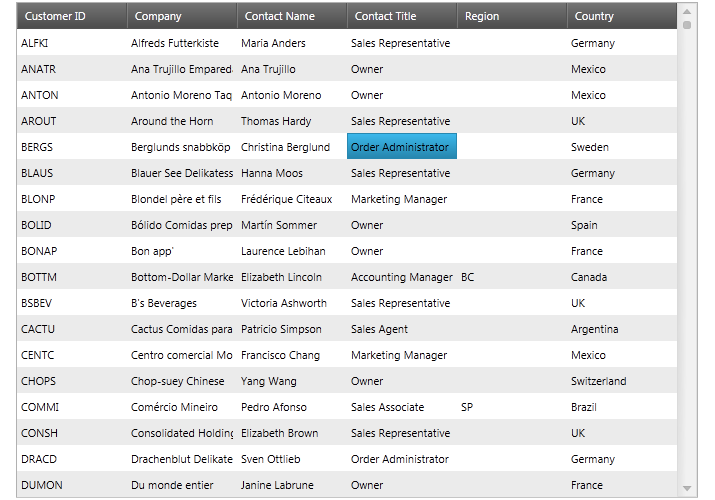 Customer ID Company Contact Name Contact Title Region Country
ALFKI Alfreds Futterkiste Maria Anders Sales Representative Germany
ANATR Ana Trujillo Empared Ana Trujillo Owner Mexico
ANTON Antonio Moreno Taq Antonio Moreno Owner Mexico
AROUT Around the Horn Thomas Hardy Sales Representative UK
BERGS Berglunds snabbköp Christina Berglund Order Administrator Sweden
BLAUS Blauer See Delikatess Hanna Moos Sales Representative Germany
BLONP Blondel père et fils Frédérique Citeaux Marketing Manager France
BOLID Bólido Comidas prep Martín Sommer Owner Spain
BONAP Bon app' Laurence Lebihan Owner France
BOTTM Bottom-Dollar Marke Elizabeth Lincoln Accounting Manager BC Canada
BSBEV B's Beverages Victoria Ashworth Sales Representative UK
CACTU Cactus Comidas para Patricio Simpson Sales Agent Argentina
CENTC Centro comercial Mo Francisco Chang Marketing Manager Mexico
CHOPS Chop-suey Chinese Yang Wang Owner Switzerland
COMMI Comércio Mineiro Pedro Afonso Sales Associate SP Brazil
CONSH Consolidated Holding Elizabeth Brown Sales Representative UK
DRACD Drachenblut Delikate Sven Ottlieb Order Administrator Germany
DUMON Du monde entier Janine Labrune Owner France